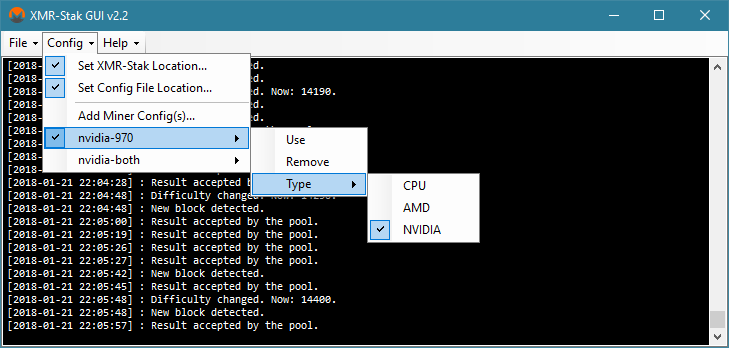 XMR-Stak GUI v2.2
File Config Help
Set XMR-Stak Location...
Set Config File Location...
Add Miner Config(s)...
nvidia-970
nvidia-both
Use
Remove
Type
CPU
AMD
NVIDIA
[2018- ed.
[2018- ed.
[2018- ed. Now: 14190.
[2018-
[2018-
[2018-
[2018-
[2018-
[2018-01-21 22:04:28] : Result accepted b
[2018-01-21 22:04:48] : Difficulty changed.
[2018-01-21 22:04:48] : New block detected.
[2018-01-21 22:05:00] : Result accepted by the pool.
[2018-01-21 22:05:19] : Result accepted by the pool.
[2018-01-21 22:05:26] : Result accepted by the pool.
[2018-01-21 22:05:27] : Result accepted by the pool.
[2018-01-21 22:05:42] : New block detected.
[2018-01-21 22:05:45] : Result accepted by the pool.
[2018-01-21 22:05:48] : Difficulty changed. Now: 14400.
[2018-01-21 22:05:48] : New block detected.
[2018-01-21 22:05:57] : Result accepted by the pool.